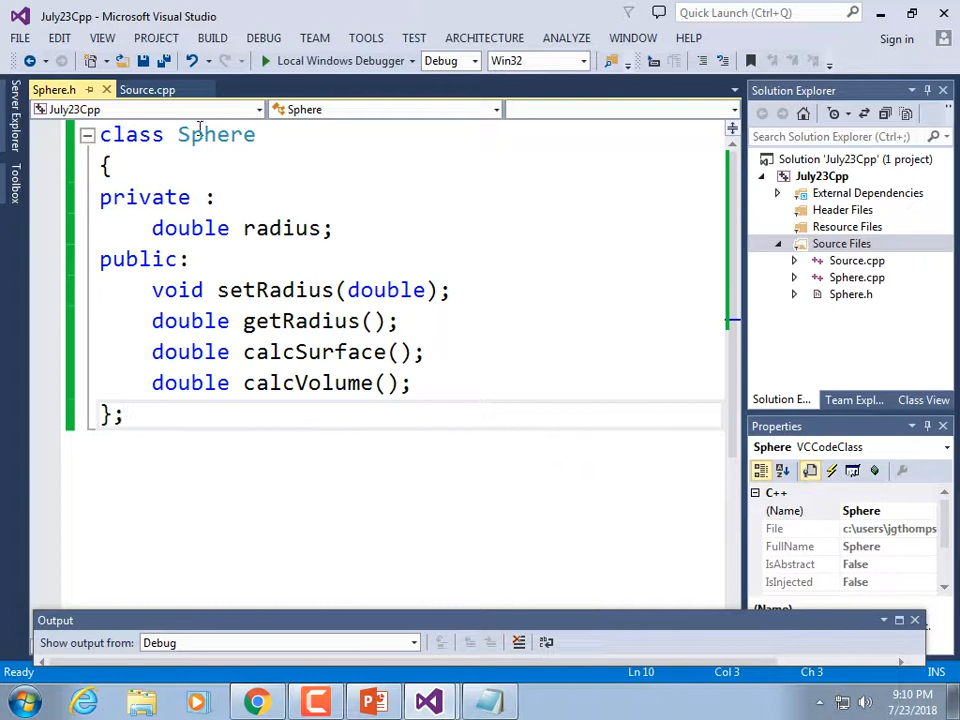 July23Cpp - Microsoft Visual Studio
Quick Launch (Ctrl+Q)
FILE EDIT VIEW PROJECT BUILD DEBUG TEAM TOOLS TEST ARCHITECTURE ANALYZE WINDOW HELP Sign in
Local Windows Debugger Debug Win32
Server Explorer
Toolbox
Sphere.h Source.cpp
July23Cpp Sphere
class Sphere
{
private :
double radius;
public:
void setRadius(double);
double getRadius();
double calcSurface();
double calcVolume();
};
Solution Explorer
Search Solution Explorer (Ctrl+
Solution 'July23Cpp' (1 project)
July23Cpp
External Dependencies
Header Files
Resource Files
Source Files
Source.cpp
Sphere.cpp
Sphere.h
Solution E... Team Expl... Class View
Properties
Sphere VCCodeClass
C++
(Name) Sphere
File c:\users\jgthomps
FullName Sphere
IsAbstract False
IsInjected False
(Name)
Output
Show output from: Debug
Ready Ln 10 Col 3 Ch 3 INS
9:10 PM
7/23/2018